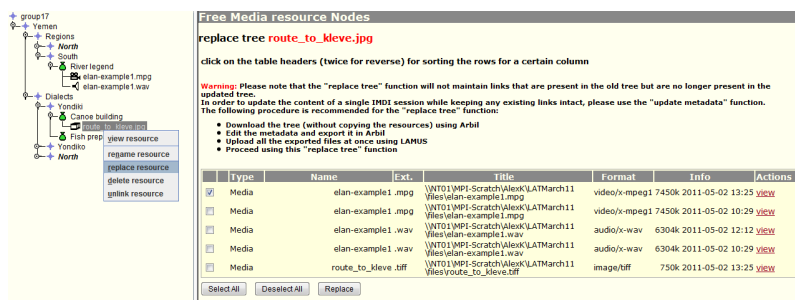 group17
Yemen
Regions
North
South
River legend
elan-example1.mpg
elan-example1.wav
Dialects
Yondiki
Canoe building
route_to_kleve.jpg
Fish prep
Yondiko
North
view resource
rename resource
replace resource
delete resource
unlink resource
Free Media resource Nodes
replace tree route_to_kleve.jpg
click on the table headers (twice for reverse) for sorting the rows for a certain column
Warning: Please note that the "replace tree" function will not maintain links that are present in the old tree but are no longer present in the
updated tree.
In order to update the content of a single IMDI session while keeping any existing links intact, please use the "update metadata" function.
The following procedure is recommended for the "replace tree" function:
Download the tree (without copying the resources) using Arbil
Edit the metadata and export it in Arbil
Upload all the exported files at once using LAMUS
Proceed using this "replace tree" function
Type Name Ext. Title Format Info Actions
Media elan-example1 .mpg \\NT01\MPI-Scratch\AlexK\LATMarch11 video/x-mpeg1 7450k 2011-05-02 13:25 view
\files\elan-example1.mpg
Media elan-example1 .mpg \\NT01\MPI-Scratch\AlexK\LATMarch11 video/x-mpeg1 7450k 2011-05-02 10:29 view
\files\elan-example1.mpg
Media elan-example1 .wav \\NT01\MPI-Scratch\AlexK\LATMarch11 audio/x-wav 6304k 2011-05-02 12:12 view
\files\elan-example1.wav
Media elan-example1 .wav \\NT01\MPI-Scratch\AlexK\LATMarch11 audio/x-wav 6304k 2011-05-02 10:29 view
\files\elan-example1.wav
Media route_to_kleve .tiff \\NT01\MPI-Scratch\AlexK\LATMarch11 image/tiff 750k 2011-05-02 13:25 view
\files\route_to_kleve.tiff
Select All Deselect All Replace